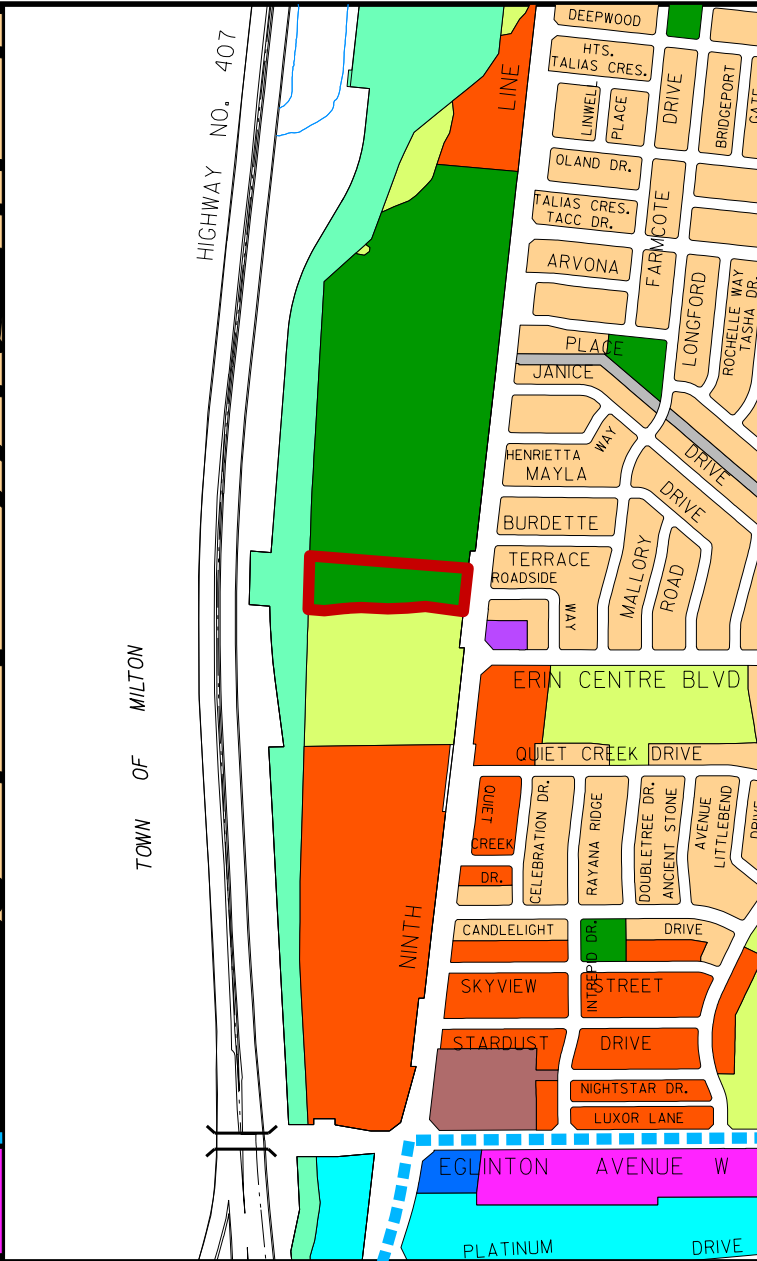 DEEPWOOD
HTS.
TALIAS CRES.
HIGHWAY NO. 407
LINE
LINWELL
PLACE
DRIVE
BRIDGEPORT
OLAND DR.
TALIAS CRES.
TACC DR.
FARMCOTE
ARVONA
LONGFORD
ROCHELLE WAY
TASHA DR.
PLACE
JANICE
HENRIETTA
WAY
MAYLA
DRIVE
DRIVE
BURDETTE
TERRACE
ROADSIDE
WAY
MALLORY
ROAD
TOWN OF MILTON
ERIN CENTRE BLVD
QUIET CREEK DRIVE
QUIET
CREEK
DR.
CELEBRATION DR.
RAYANA RIDGE
DOUBLETREE DR.
ANCIENT STONE
AVENUE
LITTLEBEND
NINTH
CANDLELIGHT
DRIVE
INTREPID DR.
SKYVIEW
STREET
STARDUST
DRIVE
NIGHTSTAR DR.
LUXOR LANE
EGLINTON AVENUE W
PLATINUM
DRIVE